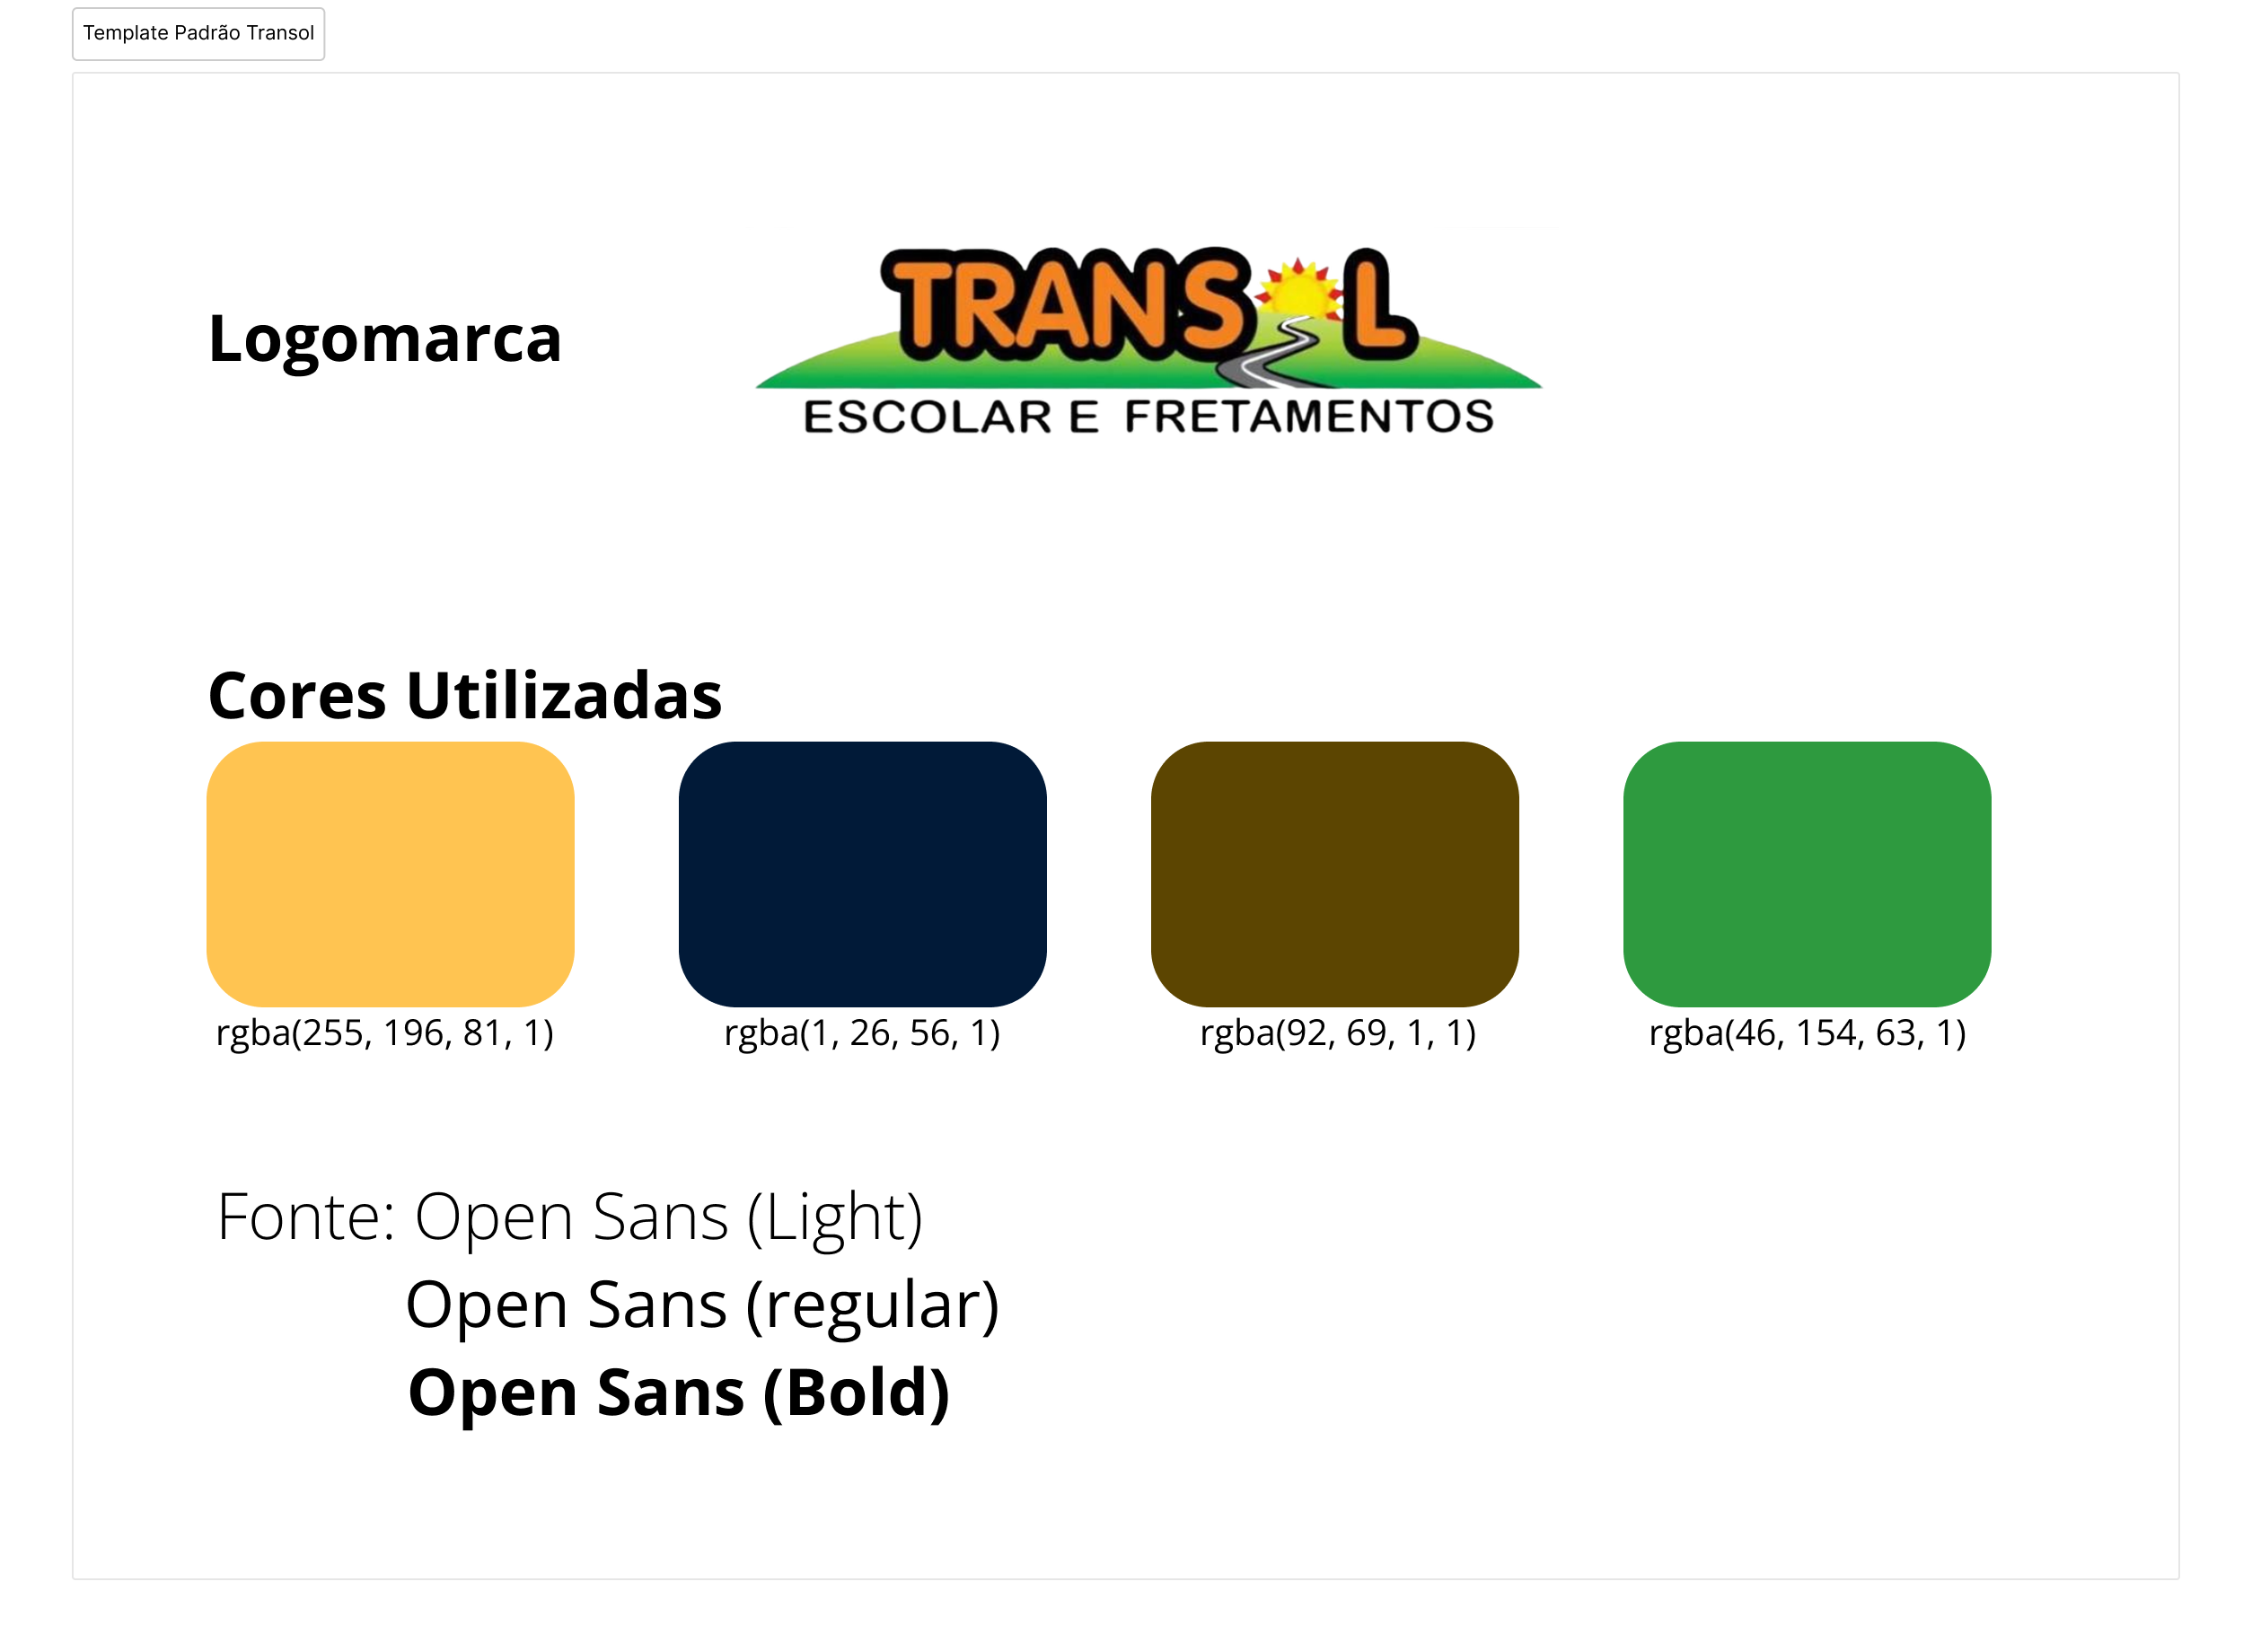 Template Padrão Transol
TRANSOL
Logomarca
ESCOLAR E FRETAMENTOS
Cores Utilizadas
rgba(255, 196, 81, 1)
rgba(1, 26, 56, 1)
rgba(92, 69, 1, 1)
rgba(46, 154, 63, 1)
Fonte: Open Sans (Light)
Open Sans (regular)
Open Sans (Bold)